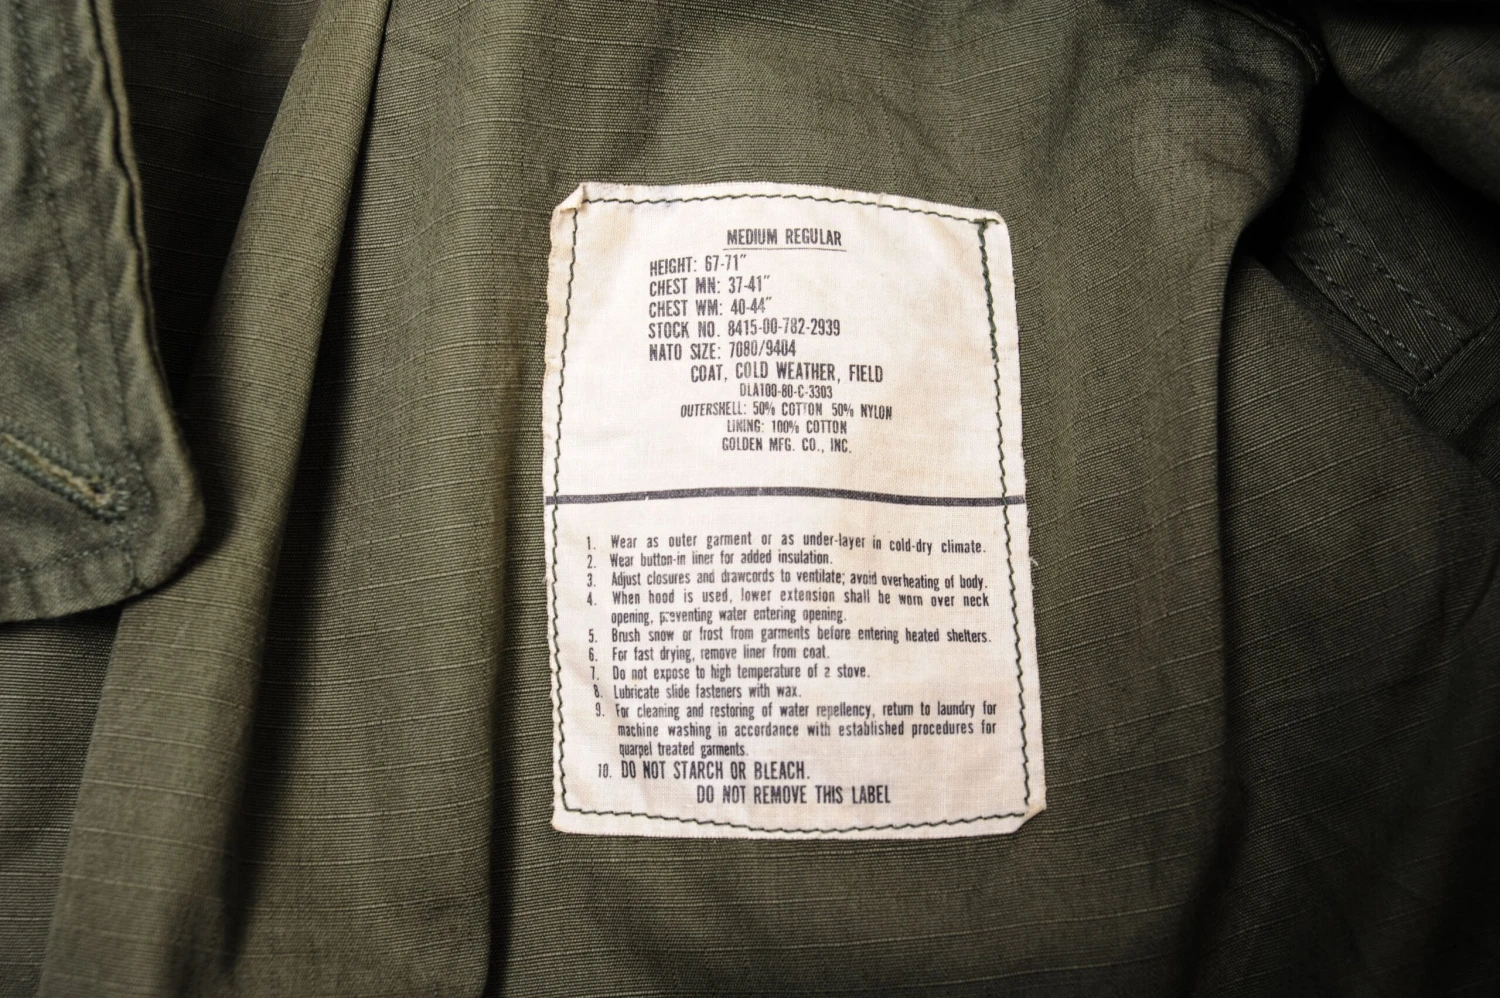 MEDIUM REGULAR
HEIGHT: 67-71"
CHEST MN: 37-41"
CHEST WM: 40-44"
STOCK NO. 8415-00-782-2939
NATO SIZE: 7080/9404
COAT, COLD WEATHER, FIELD
DLA100-80-C-3303
OUTERSHELL: 50% COTTON 50% NYLON
LINING: 100% COTTON
GOLDEN MFG. CO., INC.
1. Wear as outer garment or as under-layer in cold-dry climate.
2. Wear button-in liner for added insulation.
3. Adjust closures and drawcords to ventilate; avoid overheating of body.
4. When hood is used, lower extension shall be worn over neck
opening, preventing water entering opening.
5. Brush snow or frost from garments before entering heated shelters.
6. For fast drying, remove liner from coat.
7. Do not expose to high temperature of a stove.
8. Lubricate slide fasteners with wax.
9. For cleaning and restoring of water repellency, return to laundry for
machine washing in accordance with established procedures for
quarpel treated garments.
10. DO NOT STARCH OR BLEACH.
DO NOT REMOVE THIS LABEL